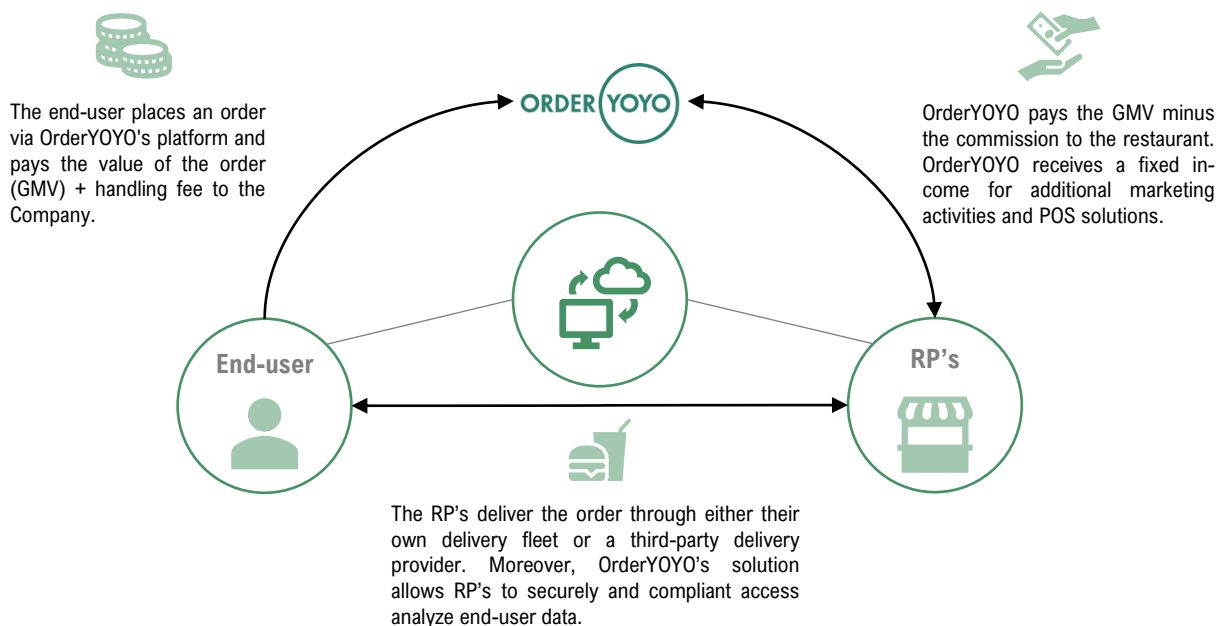 ORDER YOYO
The end-user places an order
via OrderYOYO's platform and
pays the value of the order
(GMV) + handling fee to the
Company.
OrderYOYO pays the GMV minus
the commission to the restaurant.
OrderYOYO receives a fixed in-
come for additional marketing
activities and POS solutions.
End-user
RP's
The RP's deliver the order through either their
own delivery fleet or a third-party delivery
provider. Moreover, OrderYOYO's solution
allows RP's to securely and compliant access
analyze end-user data.